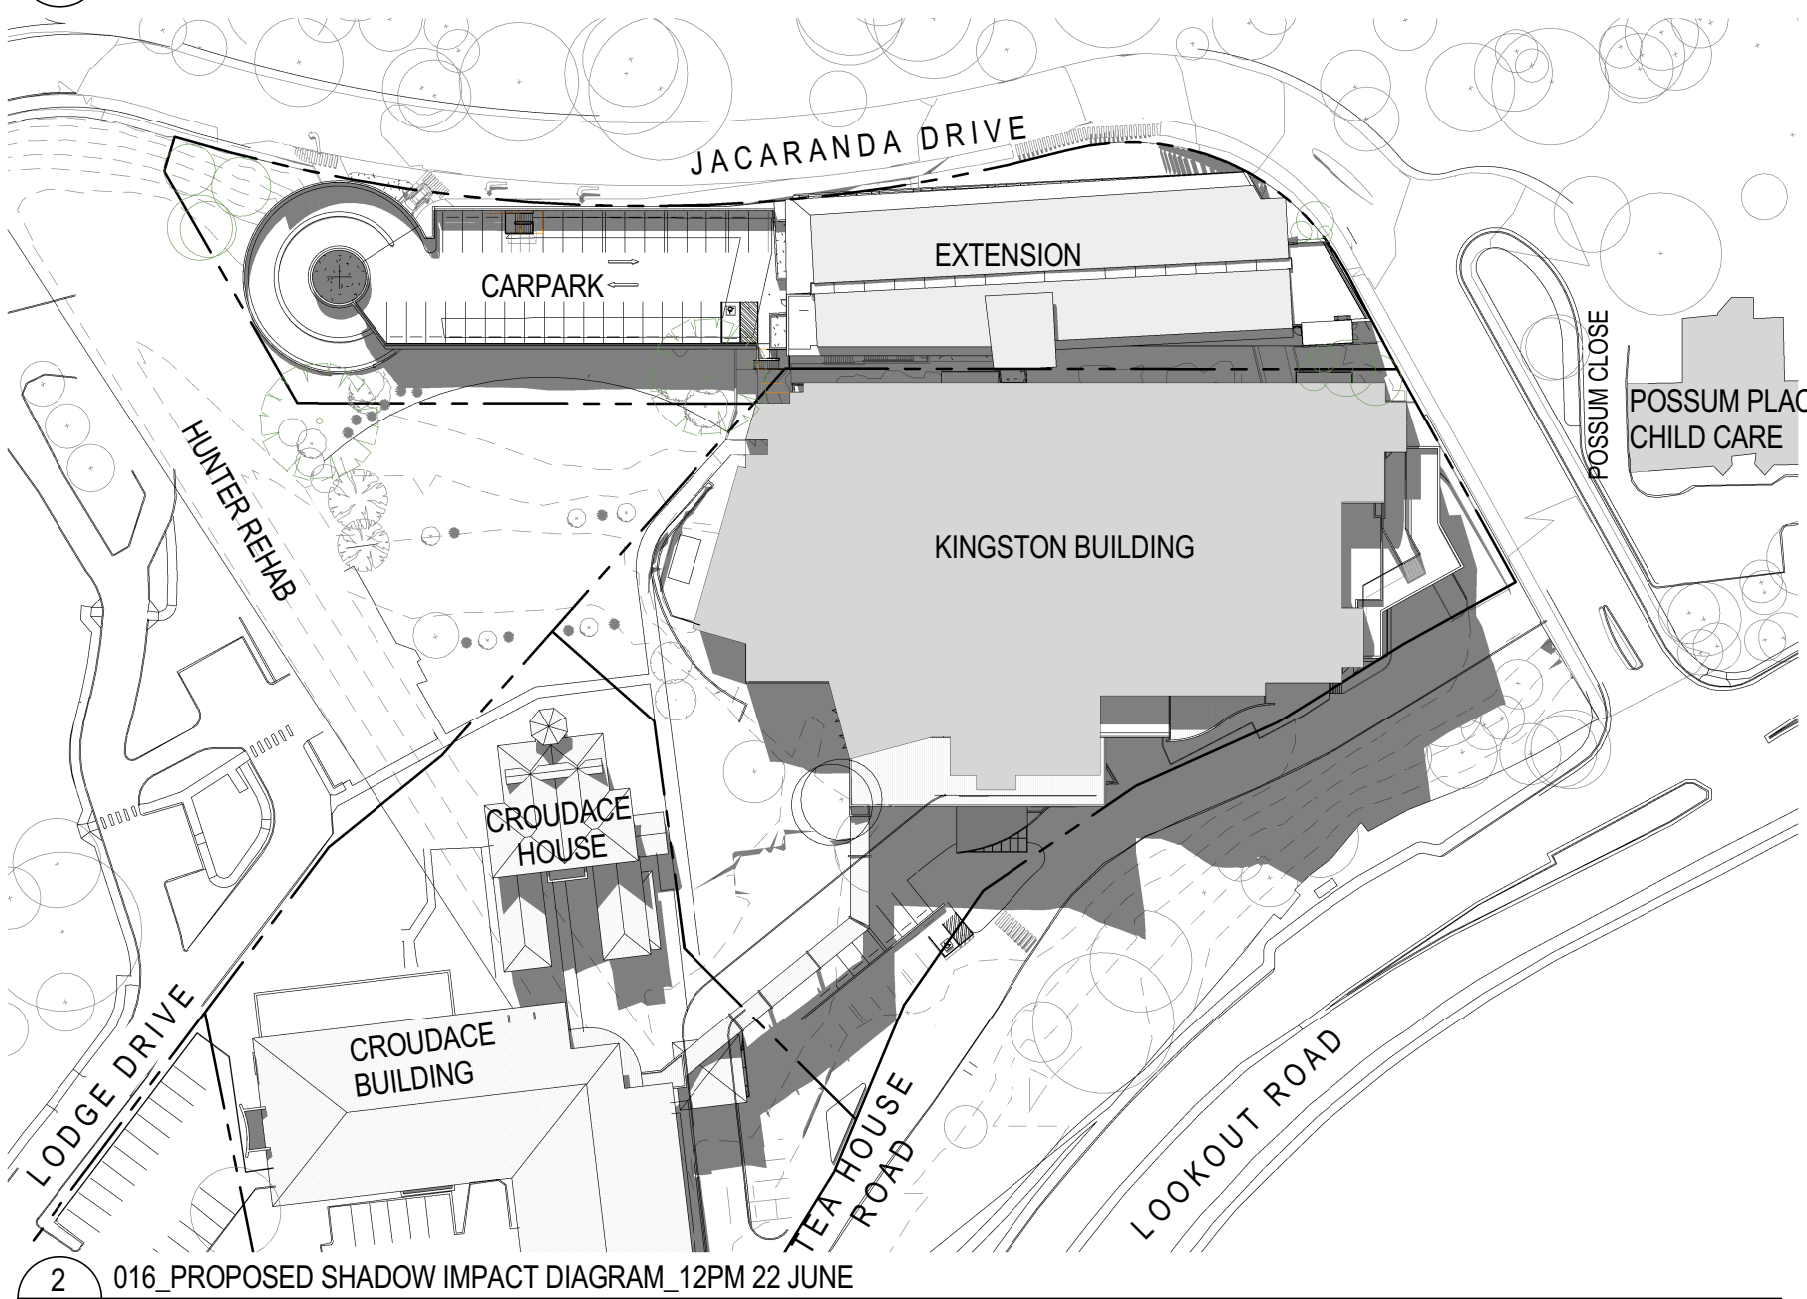 JACARANDA DRIVE
EXTENSION
CARPARK
POSSUM CLOSE
POSSUM PLAC
CHILD CARE
HUNTER REHAB
KINGSTON BUILDING
CROUDACE
HOUSE
CROUDACE
BUILDING
LODGE DRIVE
TEA HOUSE
ROAD
LOOKOUT ROAD
2
016_PROPOSED SHADOW IMPACT DIAGRAM_12PM 22 JUNE